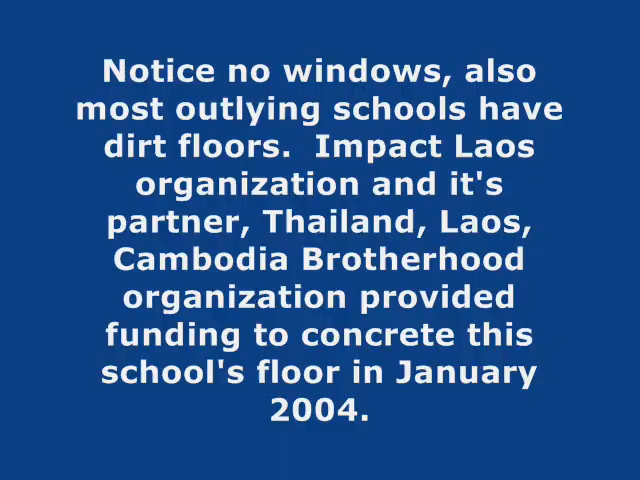 Notice no windows, also
most outlying schools have
dirt floors.  Impact Laos
organization and it's
partner, Thailand, Laos,
Cambodia Brotherhood
organization provided
funding to concrete this
school's floor in January
2004.